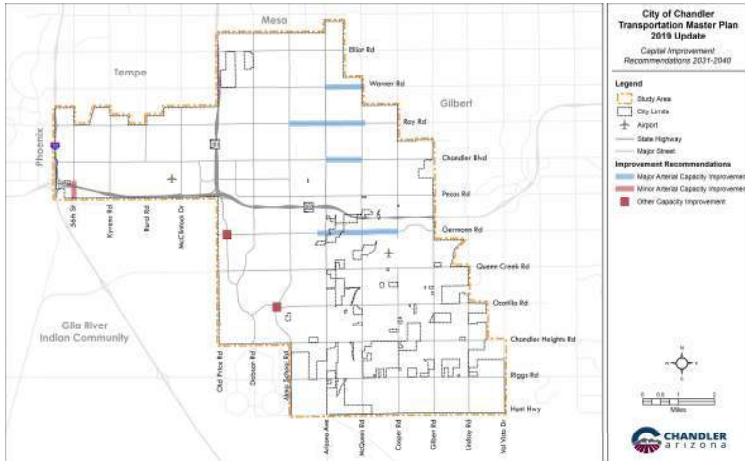 Mesa
Tempe
Gilbert
Phoenix
Gila River
Indian Community
Elliot Rd
Warner Rd
Ray Rd
Chandler Blvd
Pecos Rd
Germann Rd
Queen Creek Rd
Ocotillo Rd
Chandler Heights Rd
Riggs Rd
Hunt Hwy
56th St
Kyrene Rd
Rural Rd
McClintock Dr
Old Price Rd
Dobson Rd
Alma School Rd
Arizona Ave
McQueen Rd
Cooper Rd
Gilbert Rd
Lindsay Rd
Val Vista Dr
City of Chandler
Transportation Master Plan
2019 Update
Capital Improvement
Recommendations 2031-2040
Legend
Study Area
City Limits
Airport
State Highway
Major Street
Improvement Recommendations
Major Arterial Capacity Improvement
Minor Arterial Capacity Improvement
Other Capacity Improvement
N
0 0.5 1 2
Miles
CHANDLER
arizona